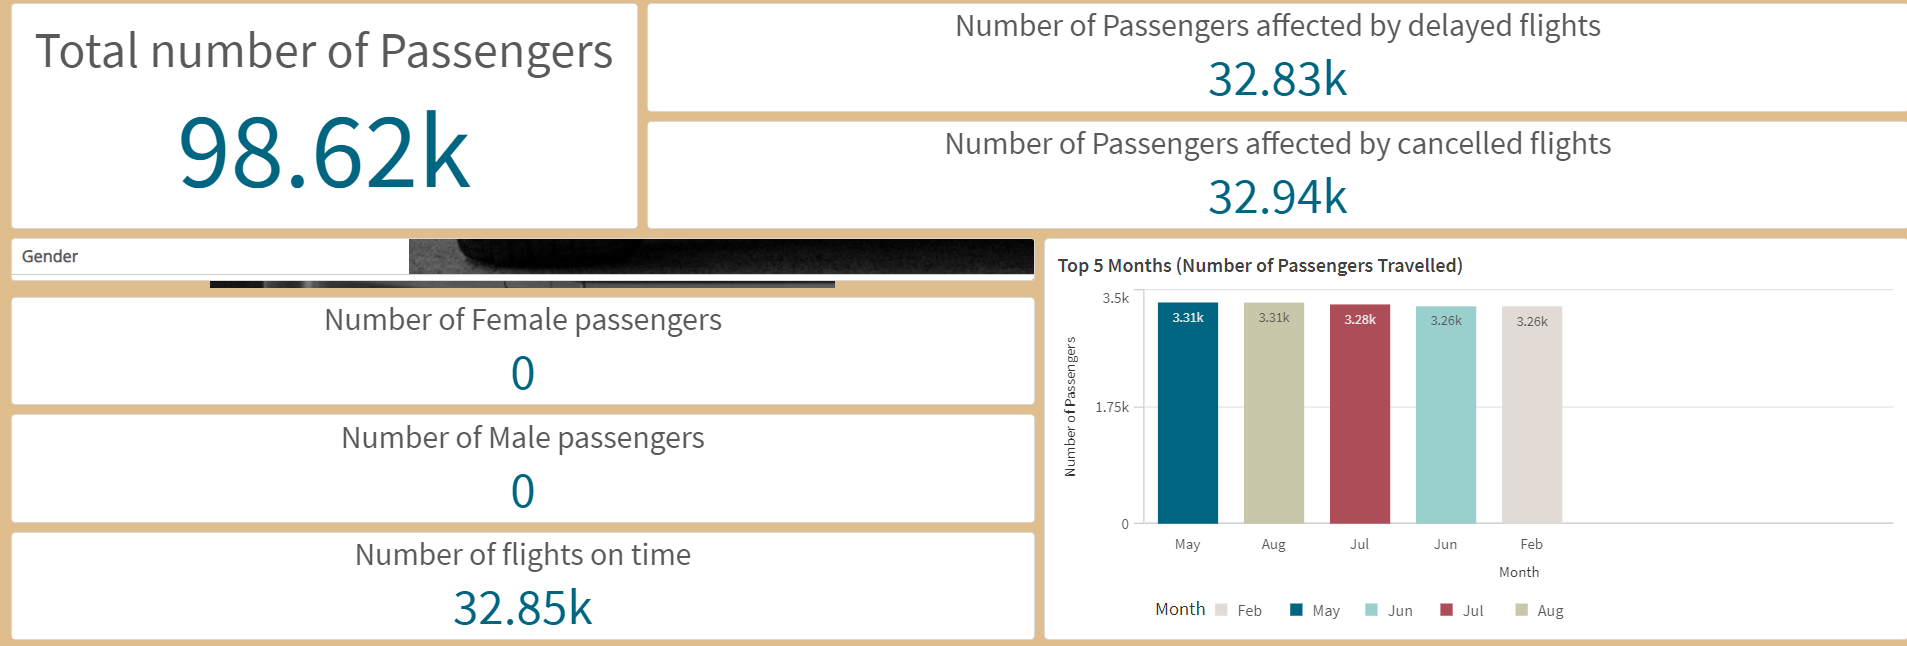 Total number of Passengers
98.62k
Number of Passengers affected by delayed flights
32.83k
Number of Passengers affected by cancelled flights
32.94k
Gender
Number of Female passengers
0
Number of Male passengers
0
Number of flights on time
32.85k
Top 5 Months (Number of Passengers Travelled)
Number of Passengers
3.5k
1.75k
0
3.31k 3.31k 3.28k 3.26k 3.26k
May Aug Jul Jun Feb
Month
Month Feb May Jun Jul Aug